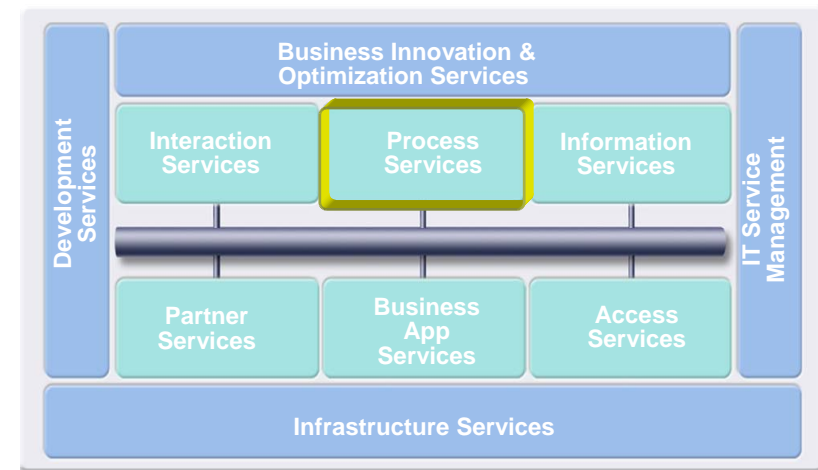 Business Innovation &
Optimization Services
Development
Services
Interaction
Services
Process
Services
Information
Services
IT Service
Management
Partner
Services
Business
App
Services
Access
Services
Infrastructure Services